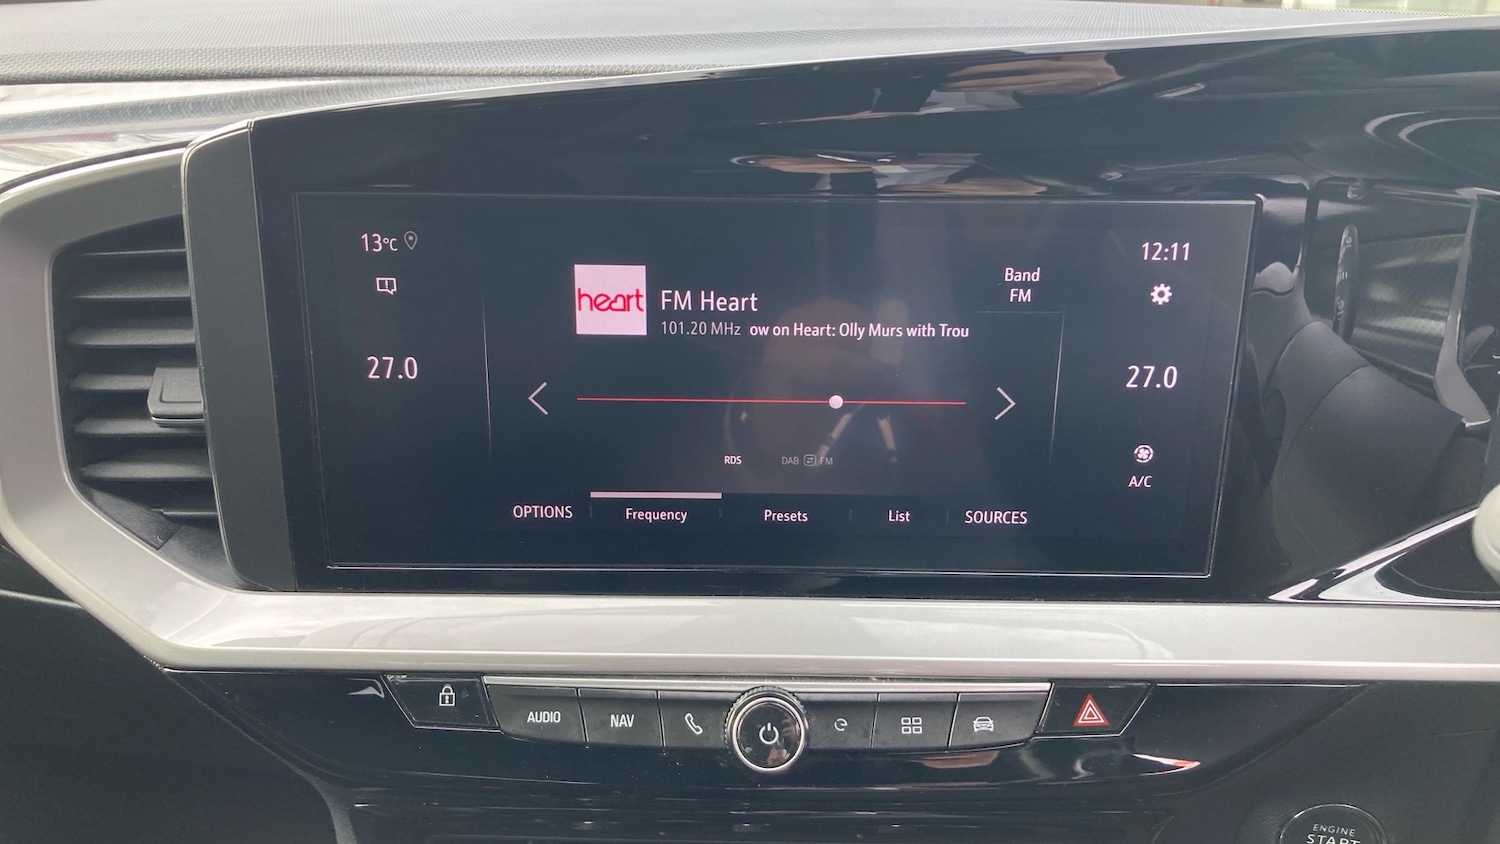 13°C
27.0
heart
FM Heart
101.20 MHz ow on Heart: Olly Murs with Trou
Band
FM
12:11
27.0
A/C
RDS
DAB FM
OPTIONS
Frequency
Presets
List
SOURCES
AUDIO
NAV
ENGINE
START